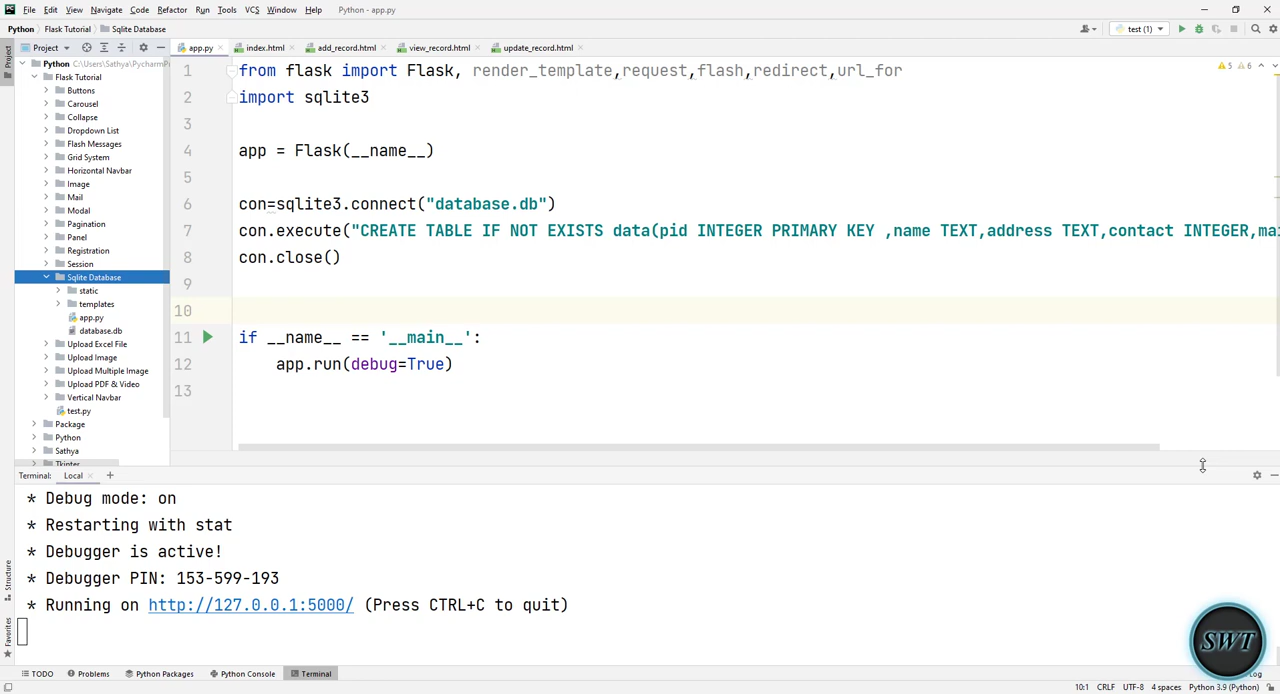 File Edit View Navigate Code Refactor Run Tools VCS Window Help Python - app.py
Python Flask Tutorial Sqlite Database test (1)
Project app.py index.html add_record.html view_record.html update_record.html
Project
Python C:\Users\Sathya\PycharmP
Flask Tutorial
Buttons
Carousel
Collapse
Dropdown List
Flash Messages
Grid System
Horizontal Navbar
Image
Mail
Modal
Pagination
Panel
Registration
Session
Sqlite Database
static
templates
app.py
database.db
Upload Excel File
Upload Image
Upload Multiple Image
Upload PDF & Video
Vertical Navbar
test.py
Package
Python
Sathya
Tkinter
1 from flask import Flask, render_template,request,flash,redirect,url_for
2 import sqlite3
3
4 app = Flask(__name__)
5
6 con=sqlite3.connect("database.db")
7 con.execute("CREATE TABLE IF NOT EXISTS data(pid INTEGER PRIMARY KEY ,name TEXT,address TEXT,contact INTEGER,mai
8 con.close()
9
10
11 if __name__ == '__main__':
12 app.run(debug=True)
13
5 6
Terminal: Local
* Debug mode: on
* Restarting with stat
* Debugger is active!
* Debugger PIN: 153-599-193
* Running on http://127.0.0.1:5000/ (Press CTRL+C to quit)
Structure
Favorites
SWT
TODO Problems Python Packages Python Console Terminal Log
10:1 CRLF UTF-8 4 spaces Python 3.9 (Python)